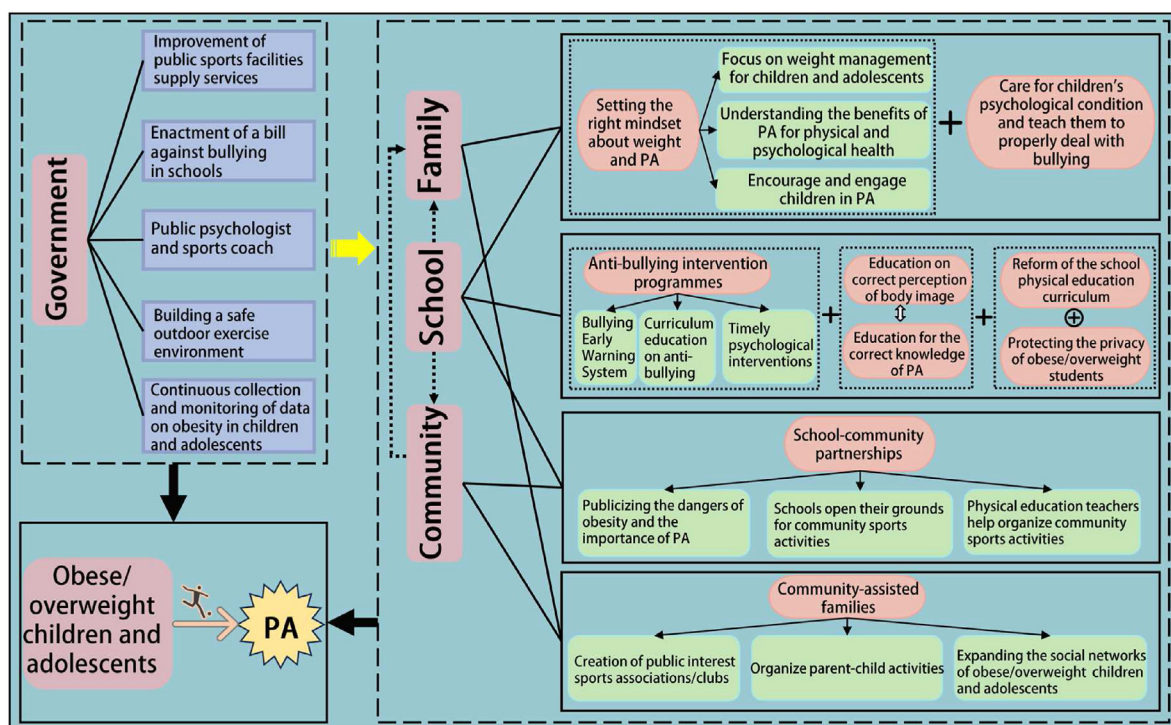 Government
Improvement of
public sports facilities
supply services
Enactment of a bill
against bullying
in schools
Public psychologist
and sports coach
Building a safe
outdoor exercise
environment
Continuous collection
and monitoring of data
on obesity in children
and adolescents
Obese/
overweight
children and
adolescents
PA
Family
School
Community
Setting the
right mindset
about weight
and PA
Focus on weight management
for children and adolescents
Understanding the benefits
of PA for physical and
psychological health
Encourage and engage
children in PA
+
Care for children's
psychological condition
and teach them to
properly deal with
bullying
Anti-bullying intervention
programmes
Bullying
Early
Warning
System
Curriculum
education
on anti-
bullying
Timely
psychological
interventions
+
Education on
correct perception
of body image
Education for the
correct knowledge
of PA
+
Reform of the school
physical education
curriculum
⊕
Protecting the privacy
of obese/overweight
students
School-community
partnerships
Publicizing the dangers of
obesity and the
importance of PA
Schools open their grounds
for community sports
activities
Physical education teachers
help organize community
sports activities
Community-assisted
families
Creation of public interest
sports associations/clubs
Organize parent-child activities
Expanding the social networks
of obese/overweight children
and adolescents